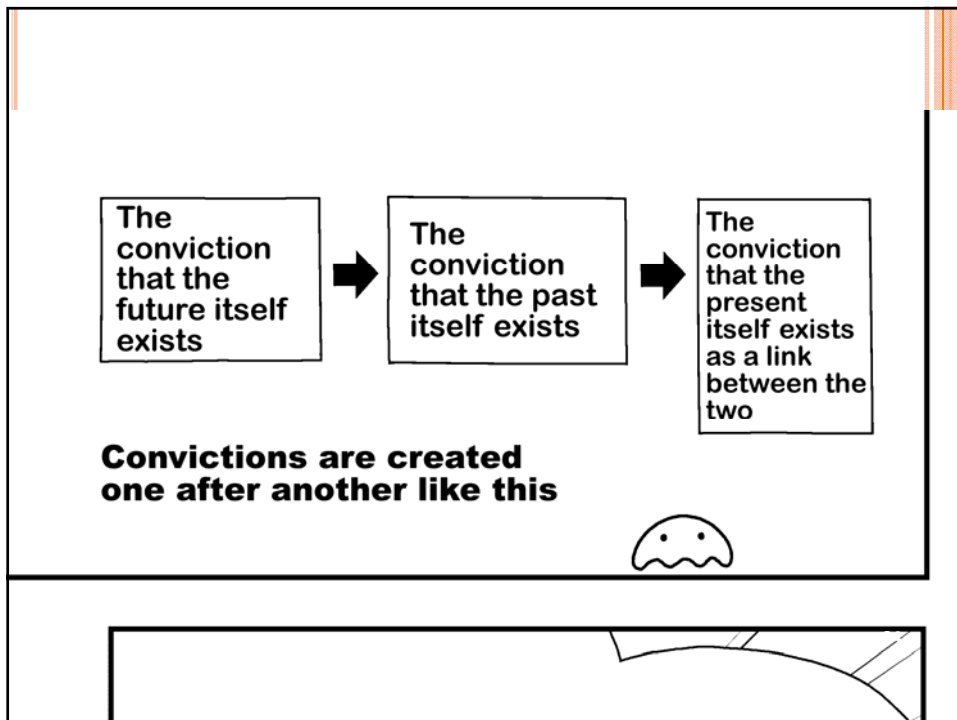 The
conviction
that the
future itself
exists
The
conviction
that the past
itself exists
The
conviction
that the
present
itself exists
as a link
between the
two
Convictions are created
one after another like this